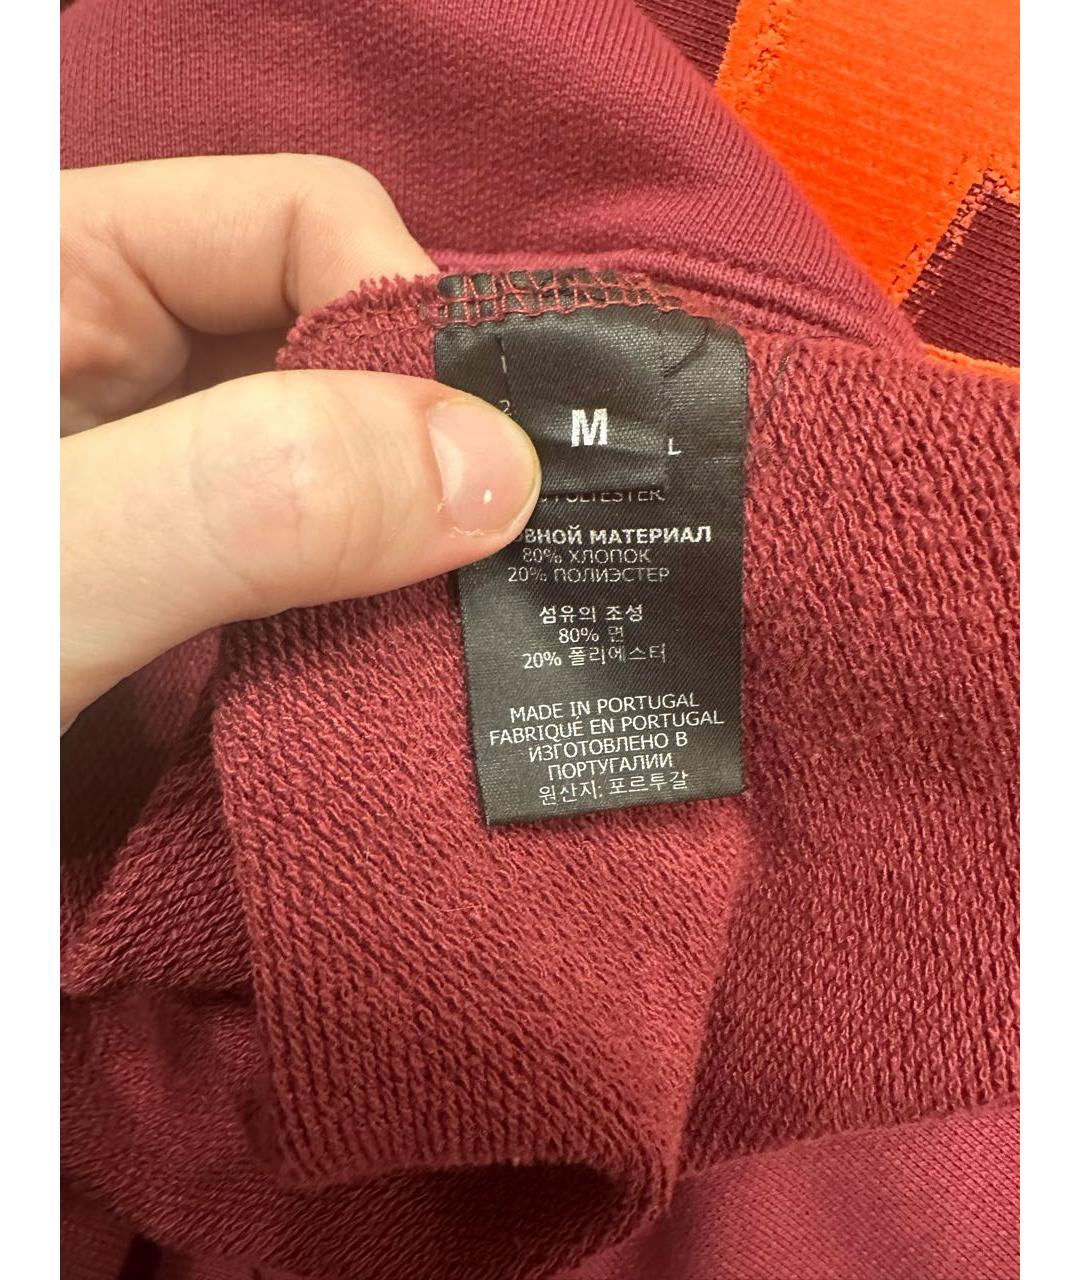 M
L
POLYESTER
ВНОЙ МАТЕРИАЛ
80% ХЛОПОК
20% ПОЛИЭСТЕР
섬유의 조성
80% 면
20% 폴리에스터
MADE IN PORTUGAL
FABRIQUÉ EN PORTUGAL
ИЗГОТОВЛЕНО В
ПОРТУГАЛИИ
원산지: 포르투갈